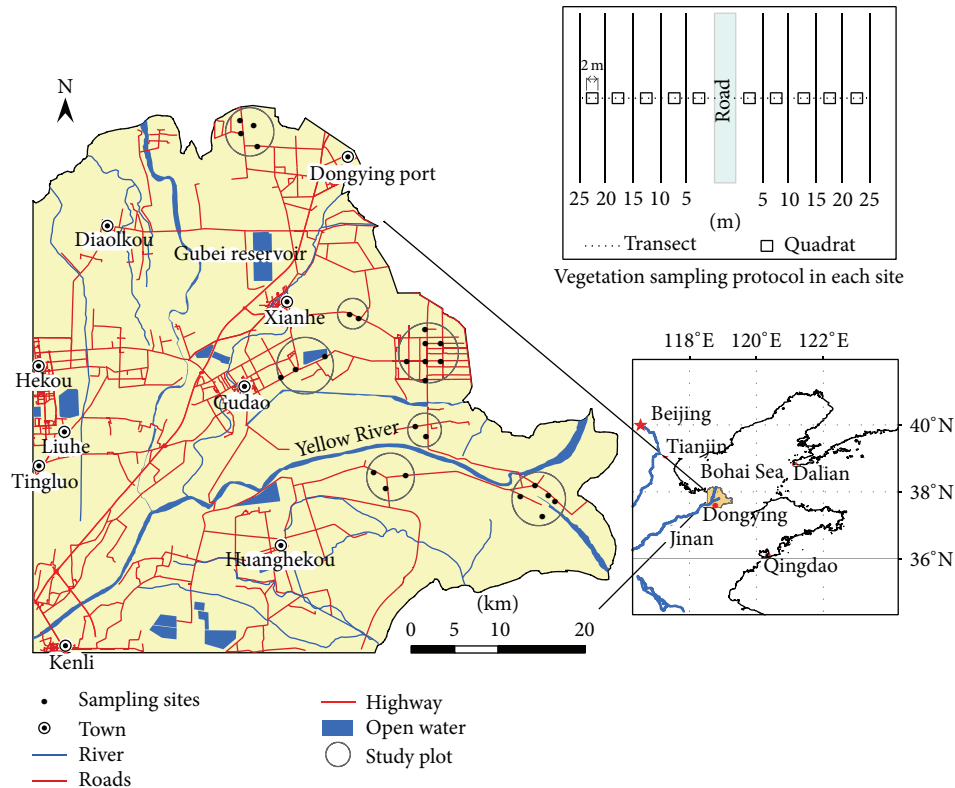 N
Dongying port
Diaolkou
Gubei reservoir
Xianhe
Hekou
Gudao
Liuhe
Tingluo
Yellow River
Huanghekou
Kenli
(km)
0 5 10 20
2 m
Road
25 20 15 10 5 5 10 15 20 25
(m)
Transect Quadrat
Vegetation sampling protocol in each site
118°E 120°E 122°E
Beijing
40°N
Tianjin
Bohai Sea
Dalian
38°N
Dongying
Jinan
Qingdao
36°N
Sampling sites
Town
River
Roads
Highway
Open water
Study plot